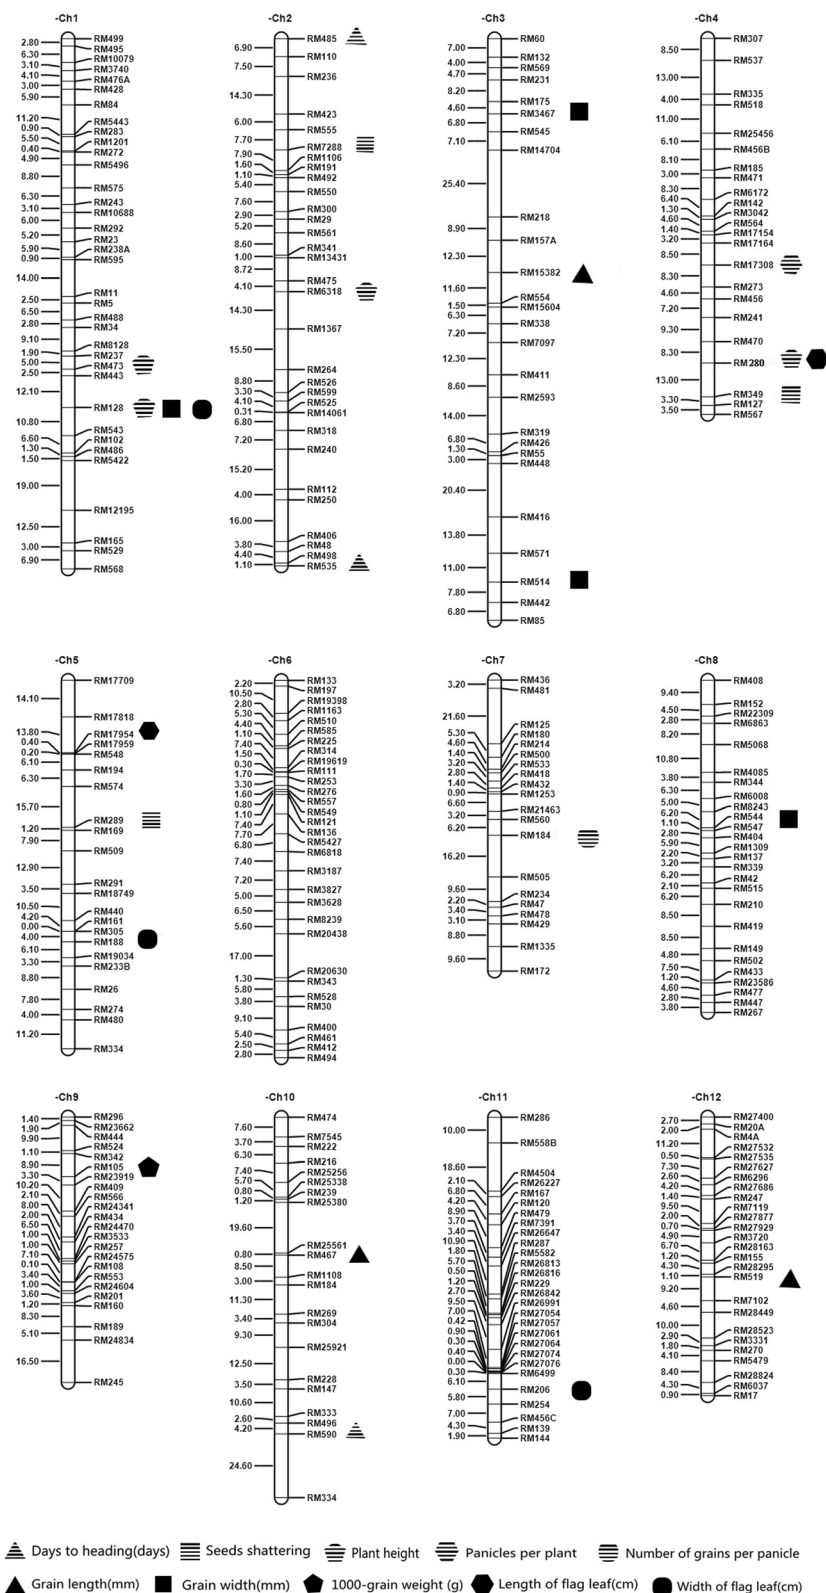 -Ch1
2.80
6.30
3.10
4.10
3.00
5.90
11.20
0.90
5.50
0.40
4.90
8.80
6.30
3.10
6.00
5.20
5.90
0.90
14.00
2.50
6.50
2.80
9.10
1.90
5.00
2.50
12.10
10.80
6.60
1.30
1.50
19.00
12.50
3.00
6.90
RM499
RM495
RM10079
RM3740
RM476A
RM428
RM84
RM5443
RM283
RM1201
RM272
RM5496
RM575
RM243
RM10688
RM292
RM23
RM238A
RM595
RM11
RM5
RM488
RM34
RM8128
RM237
RM473
RM443
RM128
RM543
RM102
RM486
RM5422
RM12195
RM165
RM529
RM568
-Ch2
6.90
7.50
14.30
6.00
7.70
7.90
1.60
1.10
5.40
7.60
2.90
5.20
8.60
1.00
8.72
4.10
14.30
15.50
8.80
3.30
4.10
0.31
6.80
7.20
15.20
4.00
16.00
3.80
4.40
1.10
RM485
RM110
RM236
RM423
RM555
RM7288
RM1106
RM191
RM492
RM550
RM300
RM29
RM561
RM341
RM13431
RM475
RM6318
RM1367
RM264
RM526
RM599
RM525
RM14061
RM318
RM240
RM112
RM250
RM406
RM48
RM498
RM535
-Ch3
7.00
4.00
4.70
8.20
4.60
6.80
7.10
25.40
8.90
12.30
11.60
1.50
6.30
7.20
12.30
8.60
14.00
6.80
1.30
3.00
20.40
13.80
11.00
7.80
6.80
RM60
RM132
RM569
RM231
RM175
RM3467
RM545
RM14704
RM218
RM157A
RM15382
RM554
RM15604
RM338
RM7097
RM411
RM2593
RM319
RM426
RM55
RM448
RM416
RM571
RM514
RM442
RM85
-Ch4
8.50
13.00
4.00
11.00
6.10
8.10
3.00
8.30
6.40
1.30
4.60
1.40
3.20
8.50
8.30
4.60
7.20
9.30
8.30
13.00
3.30
3.50
RM307
RM537
RM335
RM518
RM25456
RM456B
RM185
RM471
RM6172
RM142
RM3042
RM564
RM17154
RM17164
RM17308
RM273
RM456
RM241
RM470
RM280
RM349
RM127
RM567
-Ch5
14.10
13.80
0.40
0.20
6.10
6.30
15.70
1.20
7.90
12.90
3.50
10.50
4.20
0.00
4.00
6.10
3.30
8.80
7.80
4.00
11.20
RM17709
RM17818
RM17954
RM17959
RM548
RM194
RM574
RM289
RM169
RM509
RM291
RM18749
RM440
RM161
RM305
RM188
RM19034
RM233B
RM26
RM274
RM480
RM334
-Ch6
2.20
10.50
2.80
5.30
4.40
1.10
7.40
1.50
0.30
1.70
3.30
1.60
0.80
1.10
7.40
7.70
6.80
7.40
7.20
5.00
6.50
5.60
17.00
1.30
5.80
3.80
9.10
5.40
2.50
2.80
RM133
RM197
RM19398
RM1163
RM510
RM585
RM225
RM314
RM19619
RM111
RM253
RM276
RM557
RM549
RM121
RM136
RM5427
RM6818
RM3187
RM3827
RM3628
RM8239
RM20438
RM20630
RM343
RM528
RM30
RM400
RM461
RM412
RM494
-Ch7
3.20
21.60
5.30
4.60
1.40
3.20
2.80
1.40
0.90
6.60
3.20
6.20
16.20
9.60
2.20
3.40
3.10
8.80
9.60
RM436
RM481
RM125
RM180
RM214
RM500
RM533
RM418
RM432
RM1253
RM21463
RM560
RM184
RM505
RM234
RM47
RM478
RM429
RM1335
RM172
-Ch8
9.40
4.50
2.80
8.20
10.80
3.80
6.30
5.00
6.20
1.10
2.80
5.90
2.20
3.20
6.20
2.10
6.20
8.50
8.50
4.80
7.50
1.20
4.60
2.80
3.80
RM408
RM152
RM22309
RM6863
RM5068
RM4085
RM344
RM6008
RM8243
RM544
RM547
RM404
RM1309
RM137
RM339
RM42
RM515
RM210
RM419
RM149
RM502
RM433
RM23586
RM477
RM447
RM267
-Ch9
1.40
1.90
9.90
1.10
8.90
3.30
10.20
2.10
8.00
2.00
6.50
1.00
1.00
7.10
0.10
3.40
1.00
3.60
1.20
8.30
5.10
16.50
RM296
RM23662
RM444
RM524
RM342
RM105
RM23919
RM409
RM566
RM24341
RM434
RM24470
RM3533
RM257
RM24575
RM108
RM553
RM24604
RM201
RM160
RM189
RM24834
RM245
-Ch10
7.60
3.70
6.30
7.40
5.70
0.80
1.20
19.60
0.80
8.50
3.00
11.30
3.40
9.30
12.50
3.50
10.60
2.60
4.20
24.60
RM474
RM7545
RM222
RM216
RM25256
RM25338
RM239
RM25380
RM25561
RM467
RM1108
RM184
RM269
RM304
RM25921
RM228
RM147
RM333
RM496
RM590
RM334
-Ch11
10.00
18.60
2.10
6.80
4.20
8.90
3.70
3.40
10.90
1.80
5.70
0.50
1.20
2.70
9.50
7.00
0.42
0.90
0.30
0.40
0.00
0.30
6.10
5.80
7.00
4.30
1.90
RM286
RM558B
RM4504
RM26227
RM167
RM120
RM479
RM7391
RM26647
RM287
RM5582
RM26813
RM26816
RM229
RM26842
RM26991
RM27054
RM27057
RM27061
RM27064
RM27074
RM27076
RM6499
RM206
RM254
RM456C
RM139
RM144
-Ch12
2.70
2.00
11.20
0.50
7.30
2.60
4.20
1.40
9.50
2.00
0.70
4.90
6.70
1.20
4.30
1.10
9.20
4.60
10.00
2.90
1.80
4.10
8.40
4.30
0.90
RM27400
RM20A
RM4A
RM27532
RM27535
RM27627
RM6296
RM27686
RM247
RM7119
RM27877
RM27929
RM3720
RM28163
RM155
RM28295
RM519
RM7102
RM28449
RM28523
RM3331
RM270
RM5479
RM28824
RM6037
RM17
Days to heading(days) Seeds shattering Plant height Panicles per plant Number of grains per panicle
Grain length(mm) Grain width(mm) 1000-grain weight (g) Length of flag leaf(cm) Width of flag leaf(cm)